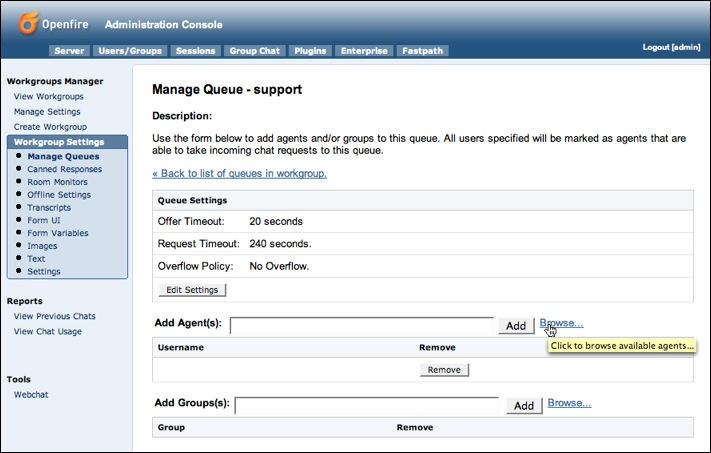 Openfire Administration Console
Server Users/Groups Sessions Group Chat Plugins Enterprise Fastpath
Logout [admin]
Workgroups Manager
View Workgroups
Manage Settings
Create Workgroup
Workgroup Settings
Manage Queues
Canned Responses
Room Monitors
Offline Settings
Transcripts
Form UI
Form Variables
Images
Text
Settings
Reports
View Previous Chats
View Chat Usage
Tools
Webchat
Manage Queue - support
Description:
Use the form below to add agents and/or groups to this queue. All users specified will be marked as agents that are
able to take incoming chat requests to this queue.
« Back to list of queues in workgroup.
Queue Settings
Offer Timeout: 20 seconds
Request Timeout: 240 seconds.
Overflow Policy: No Overflow.
Edit Settings
Add Agent(s): Add Browse...
Click to browse available agents...
Username Remove
Remove
Add Groups(s): Add Browse...
Group Remove